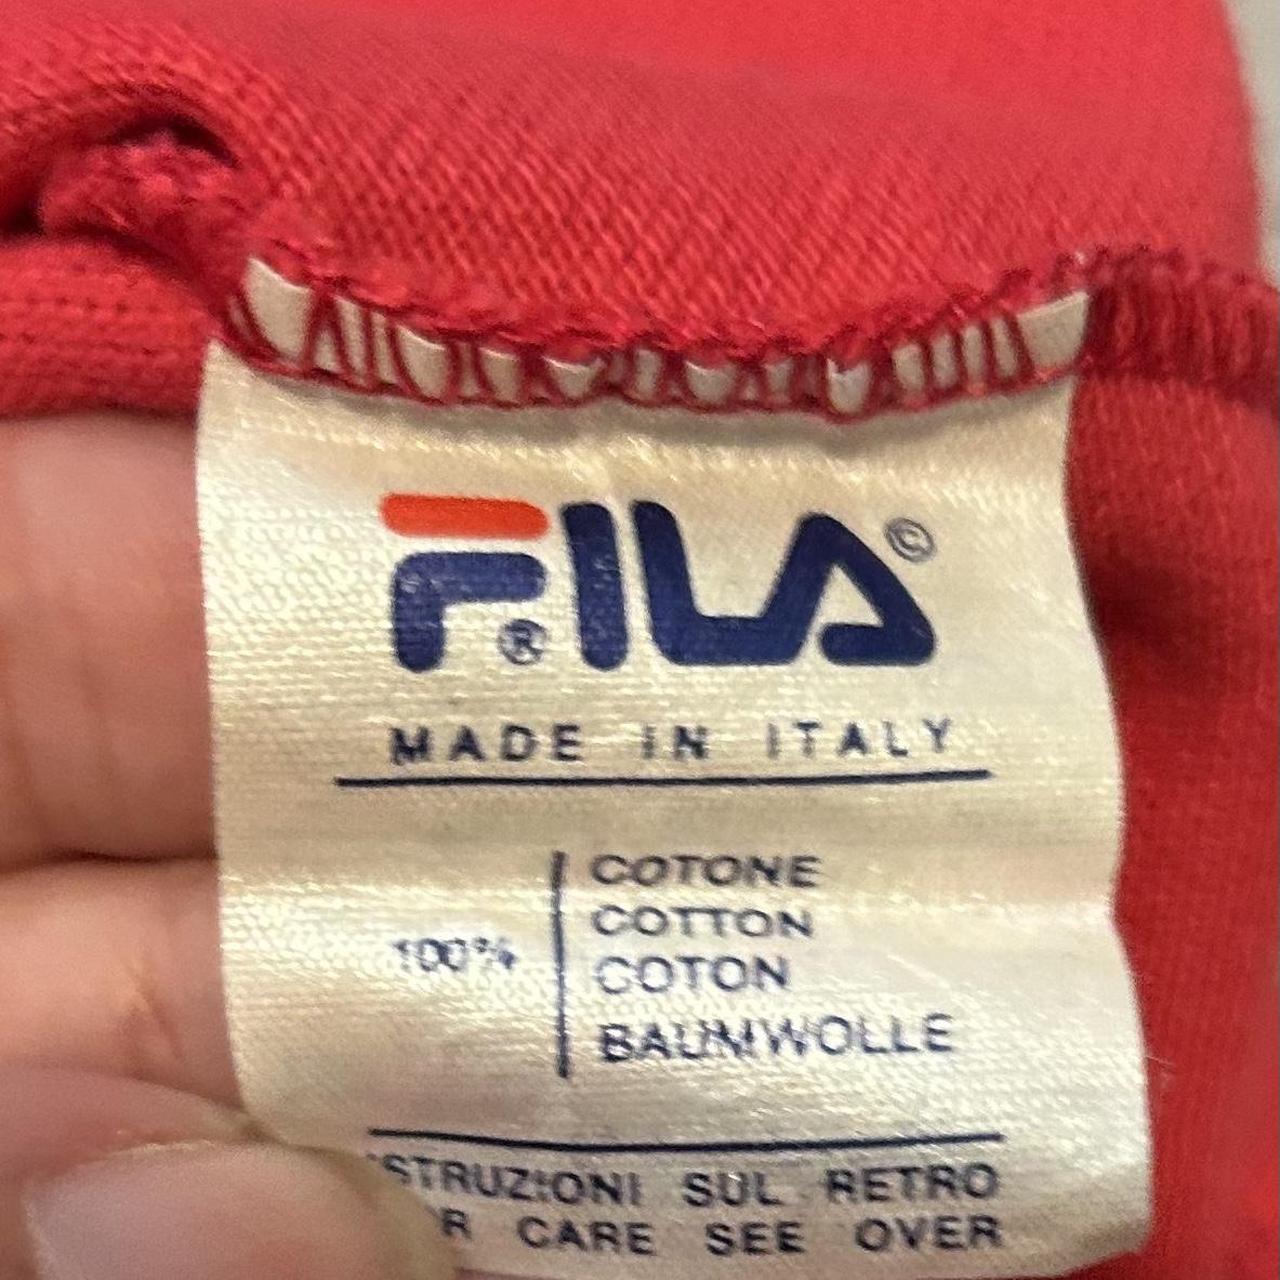 FILA®©
MADE IN ITALY
100%
COTONE
COTTON
COTON
BAUMWOLLE
STRUZIONI SUL RETRO
R CARE SEE OVER